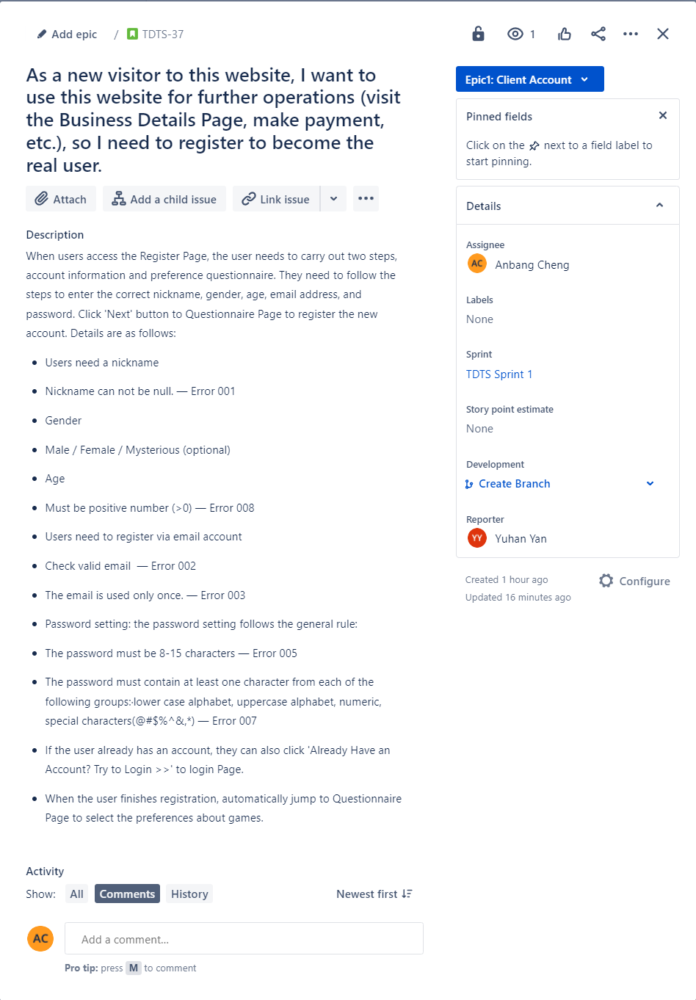 Add epic / TDTS-37
1
As a new visitor to this website, I want to
use this website for further operations (visit
the Business Details Page, make payment,
etc.), so I need to register to become the
real user.
Attach
Add a child issue
Link issue
Description
When users access the Register Page, the user needs to carry out two steps,
account information and preference questionnaire. They need to follow the
steps to enter the correct nickname, gender, age, email address, and
password. Click 'Next' button to Questionnaire Page to register the new
account. Details are as follows:
• Users need a nickname
• Nickname can not be null. — Error 001
• Gender
• Male / Female / Mysterious (optional)
• Age
• Must be positive number (>0) — Error 008
• Users need to register via email account
• Check valid email — Error 002
• The email is used only once. — Error 003
• Password setting: the password setting follows the general rule:
• The password must be 8-15 characters — Error 005
• The password must contain at least one character from each of the
following groups:·lower case alphabet, uppercase alphabet, numeric,
special characters(@#$%^&,*) — Error 007
• If the user already has an account, they can also click 'Already Have an
Account? Try to Login >>' to login Page.
• When the user finishes registration, automatically jump to Questionnaire
Page to select the preferences about games.
Activity
Show: All Comments History Newest first
AC Add a comment...
Pro tip: press M to comment
Epic1: Client Account
Pinned fields
Click on the next to a field label to
start pinning.
Details
Assignee
AC Anbang Cheng
Labels
None
Sprint
TDTS Sprint 1
Story point estimate
None
Development
Create Branch
Reporter
YY Yuhan Yan
Created 1 hour ago
Updated 16 minutes ago
Configure